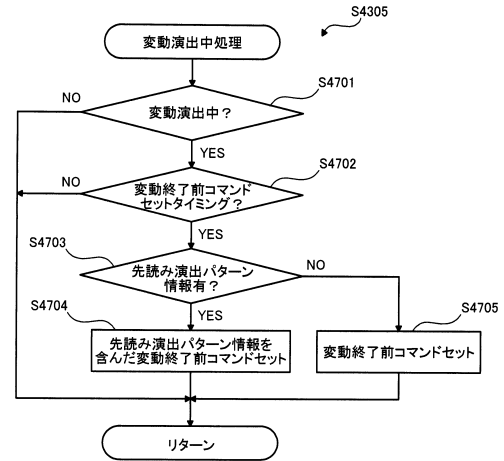 S4305
変動演出中処理
S4701
NO
変動演出中？
YES
S4702
NO
変動終了前コマンド
セットタイミング？
S4703
YES
先読み演出パターン
情報有？
NO
S4704
YES
S4705
先読み演出パターン情報を
含んだ変動終了前コマンドセット
変動終了前コマンドセット
リターン